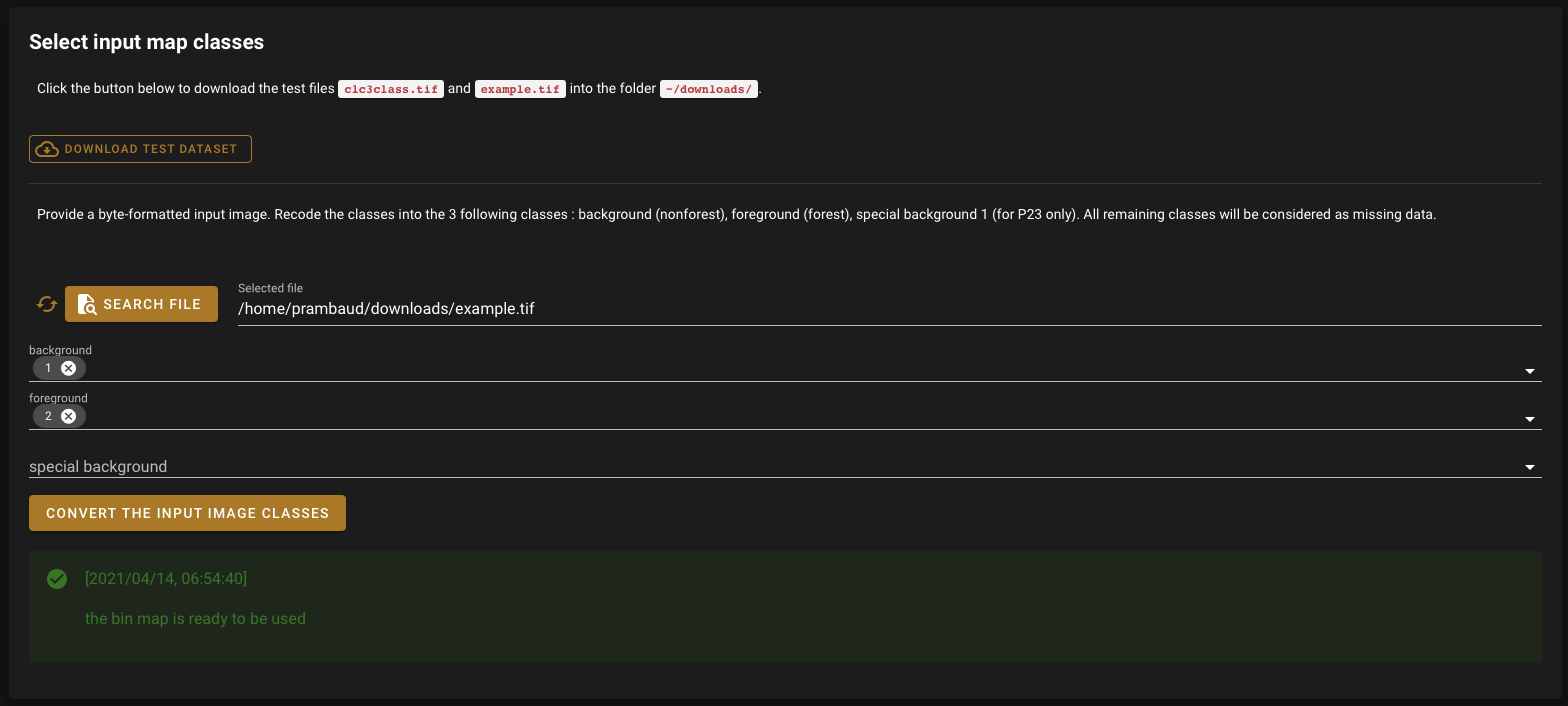 Select input map classes
Click the button below to download the test files clc3class.tif and example.tif into the folder ~/downloads/.
DOWNLOAD TEST DATASET
Provide a byte-formatted input image. Recode the classes into the 3 following classes : background (nonforest), foreground (forest), special background 1 (for P23 only). All remaining classes will be considered as missing data.
Selected file
SEARCH FILE /home/prambaud/downloads/example.tif
background
1
foreground
2
special background
CONVERT THE INPUT IMAGE CLASSES
[2021/04/14, 06:54:40]
the bin map is ready to be used